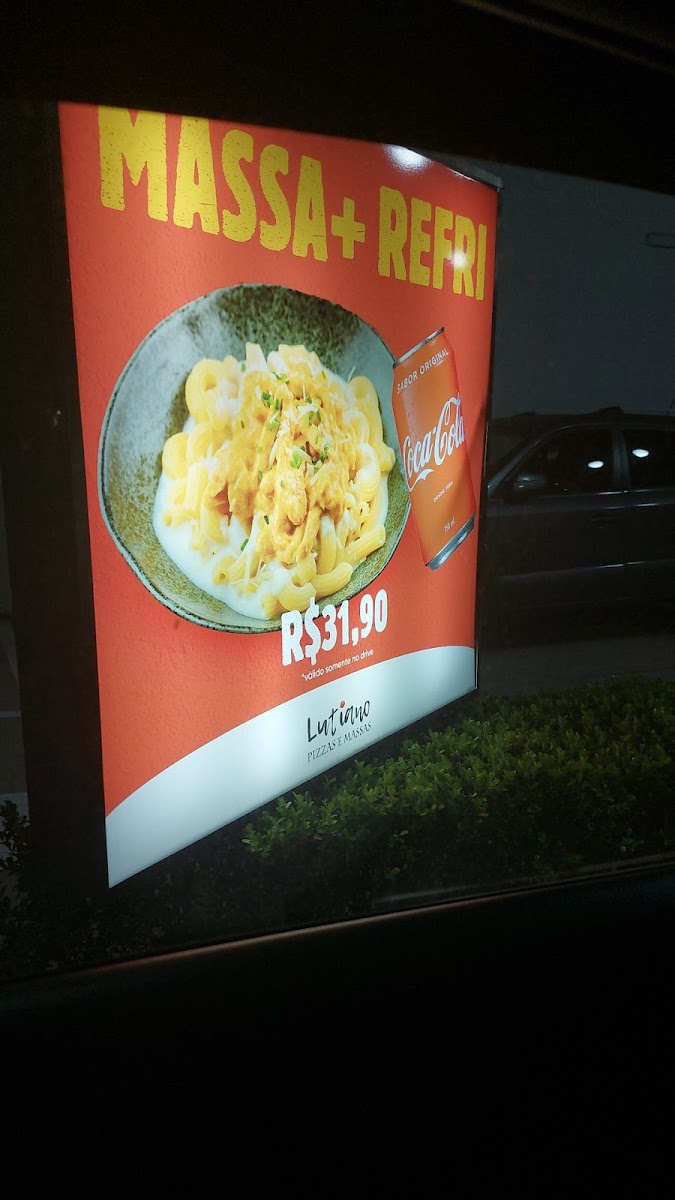 MASSA + REFRI
SABOR ORIGINAL
Coca-Cola
R$31,90
*válido somente no drive
Lutiano
PIZZAS E MASSAS